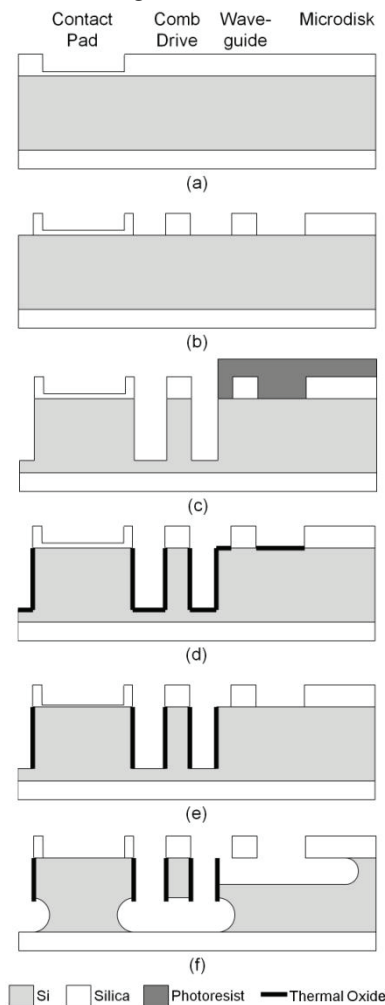 Contact Comb Wave- Microdisk
Pad Drive guide
(a)
(b)
(c)
(d)
(e)
(f)
Si Silica Photoresist Thermal Oxide